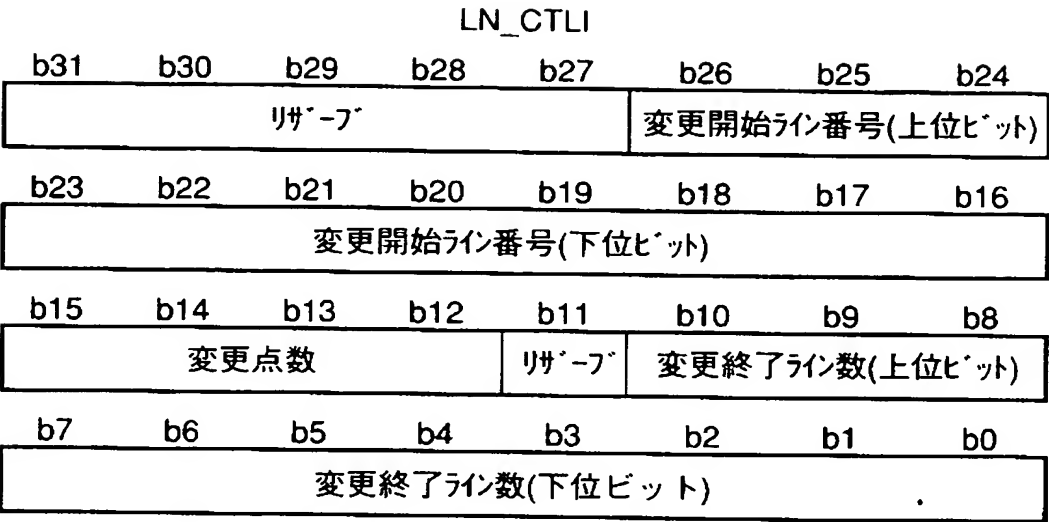 LN_CTLI
b31 b30 b29 b28 b27 b26 b25 b24
リザーブ 変更開始ライン番号(上位ビット)
b23 b22 b21 b20 b19 b18 b17 b16
変更開始ライン番号(下位ビット)
b15 b14 b13 b12 b11 b10 b9 b8
変更点数 リザーブ 変更終了ライン数(上位ビット)
b7 b6 b5 b4 b3 b2 b1 b0
変更終了ライン数(下位ビット)